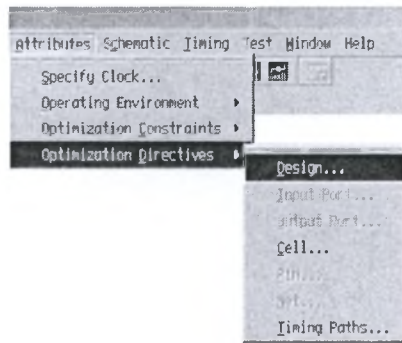 Attributes Schematic Timing Test Window Help
Specify Clock...
Operating Environment
Optimization Constraints
Optimization Directives
Design...
Input Port...
Output Port...
Cell...
Pin...
Net...
Timing Paths...